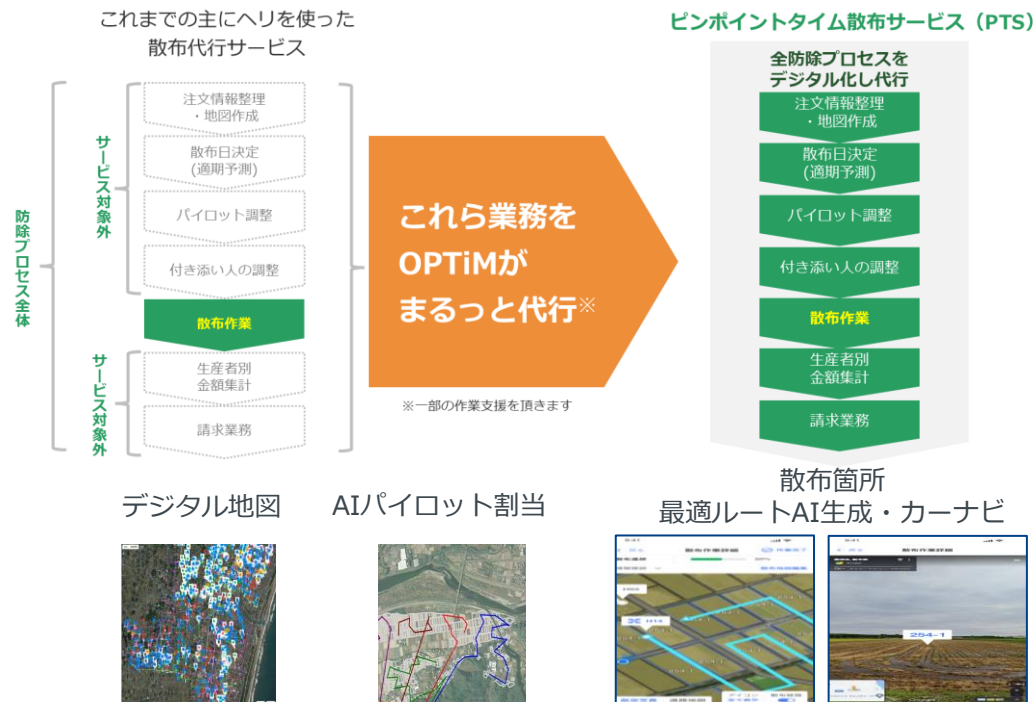 これまでの主にヘリを使った
散布代行サービス
防除プロセス全体
サービス対象外
注文情報整理
・地図作成
散布日決定
(適期予測)
パイロット調整
付き添い人の調整
散布作業
サービス対象外
生産者別
金額集計
請求業務
これら業務を
OPTiMが
まるっと代行※
※一部の作業支援を頂きます
ピンポイントタイム散布サービス（PTS）
全防除プロセスを
デジタル化し代行
注文情報整理
・地図作成
散布日決定
(適期予測)
パイロット調整
付き添い人の調整
散布作業
生産者別
金額集計
請求業務
デジタル地図
AIパイロット割当
散布箇所
最適ルートAI生成・カーナビ
散布作業詳細
H14
254-1
散布作業詳細
254-1